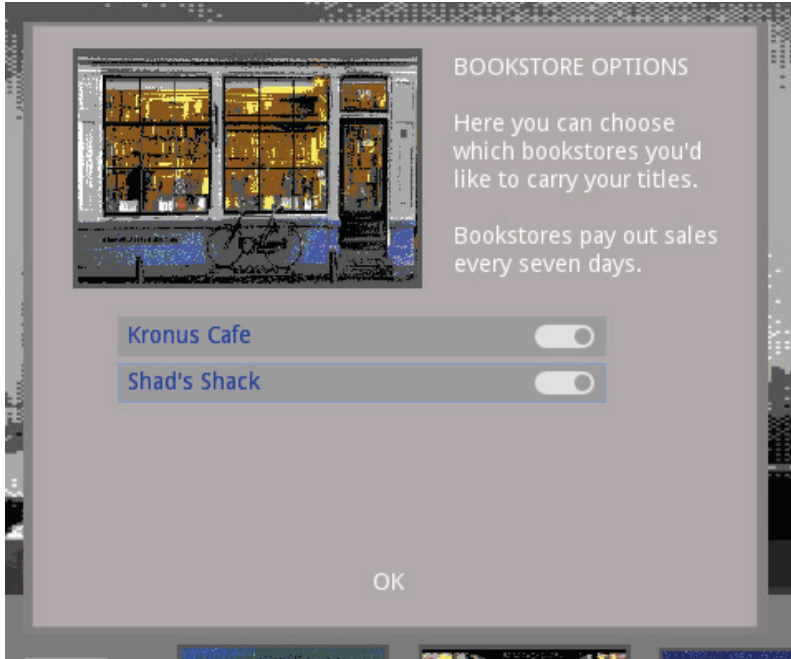 BOOKSTORE OPTIONS
Here you can choose
which bookstores you'd
like to carry your titles.
Bookstores pay out sales
every seven days.
Kronus Cafe
Shad's Shack
OK